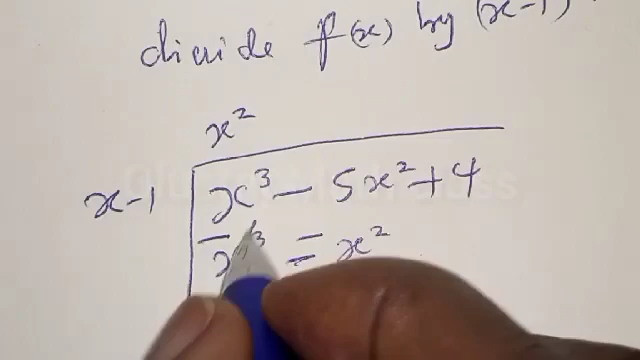 divide f(x) by (x-1)
x²
x-1 x³ - 5x² + 4
x³ = x²